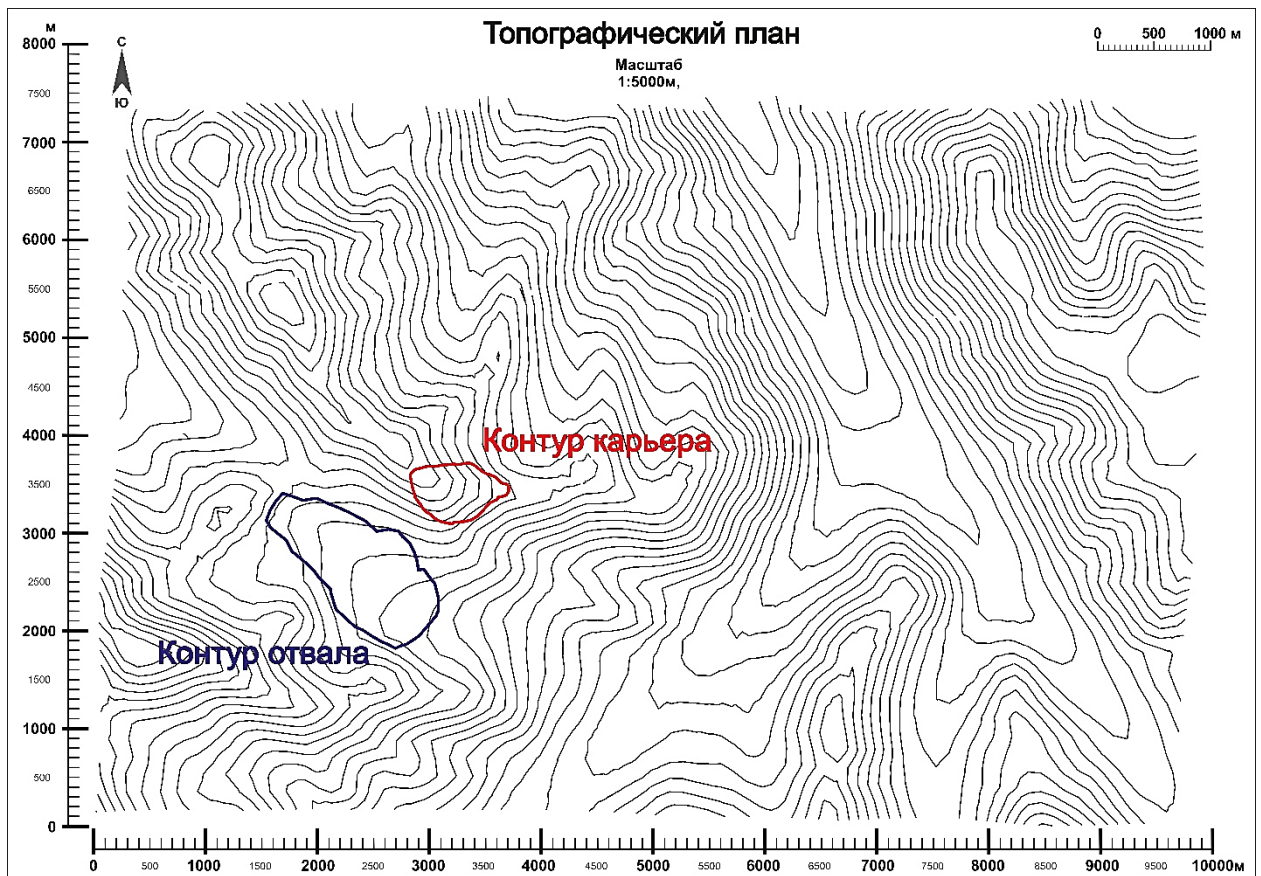 Топографический план
Масштаб
1:5000м,
0 500 1000 м
м
8000
7500
7000
6500
6000
5500
5000
4500
4000
3500
3000
2500
2000
1500
1000
500
0
С
Ю
Контур карьера
Контур отвала
0 500 1000 1500 2000 2500 3000 3500 4000 4500 5000 5500 6000 6500 7000 7500 8000 8500 9000 9500 10000м